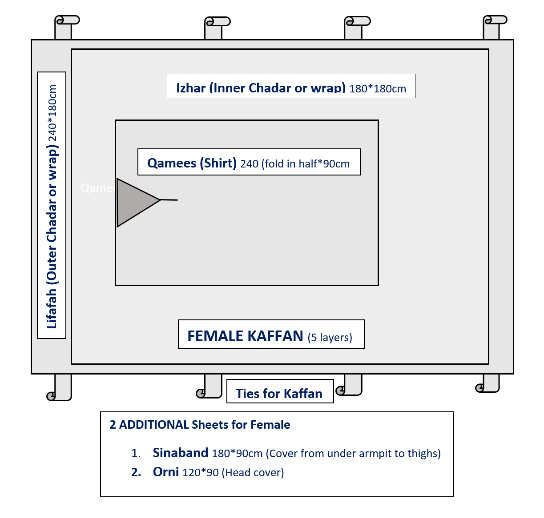 Izhar (Inner Chadar or wrap) 180*180cm
Lifafah (Outer Chadar or wrap) 240*180cm
Qamees (Shirt) 240 (fold in half*90cm
Qame
FEMALE KAFFAN (5 layers)
Ties for Kaffan
2 ADDITIONAL Sheets for Female
1. Sinaband 180*90cm (Cover from under armpit to thighs)
2. Orni 120*90 (Head cover)